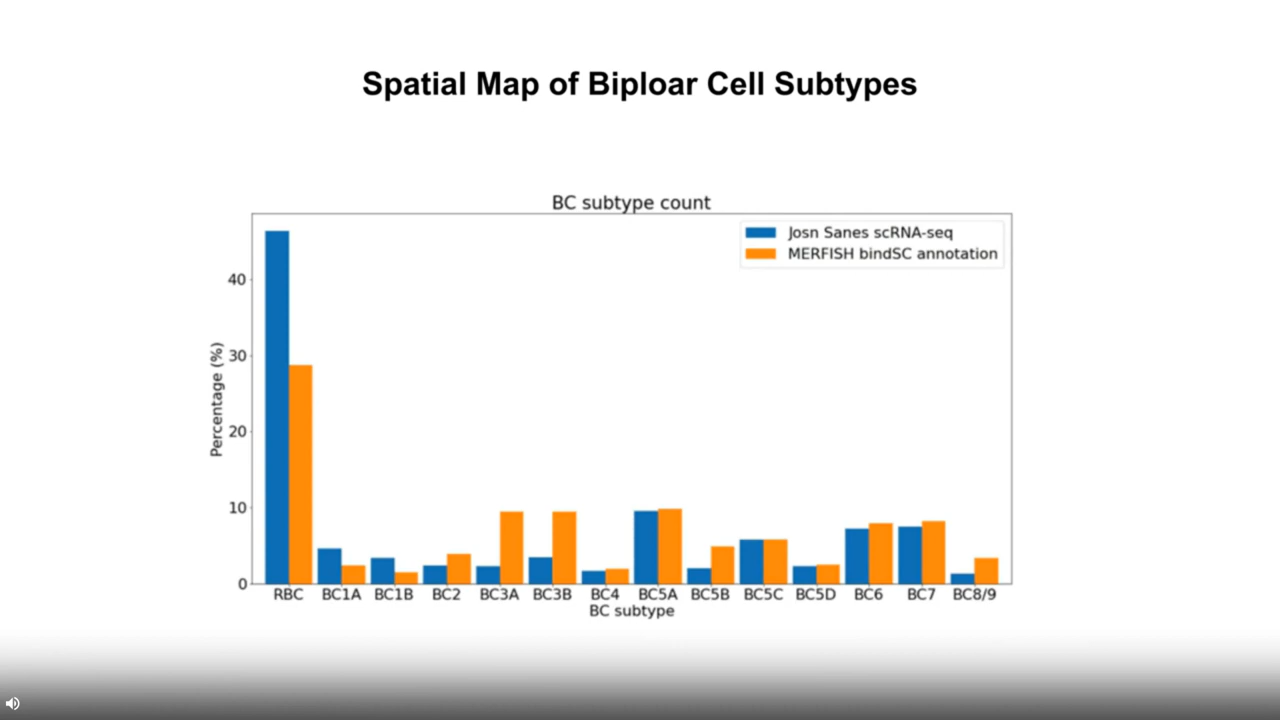 Spatial Map of Biploar Cell Subtypes
BC subtype count
Josn Sanes scRNA-seq
MERFISH bindSC annotation
Percentage (%)
40
30
20
10
0
RBC BC1A BC1B BC2 BC3A BC3B BC4 BC5A BC5B BC5C BC5D BC6 BC7 BC8/9
BC subtype